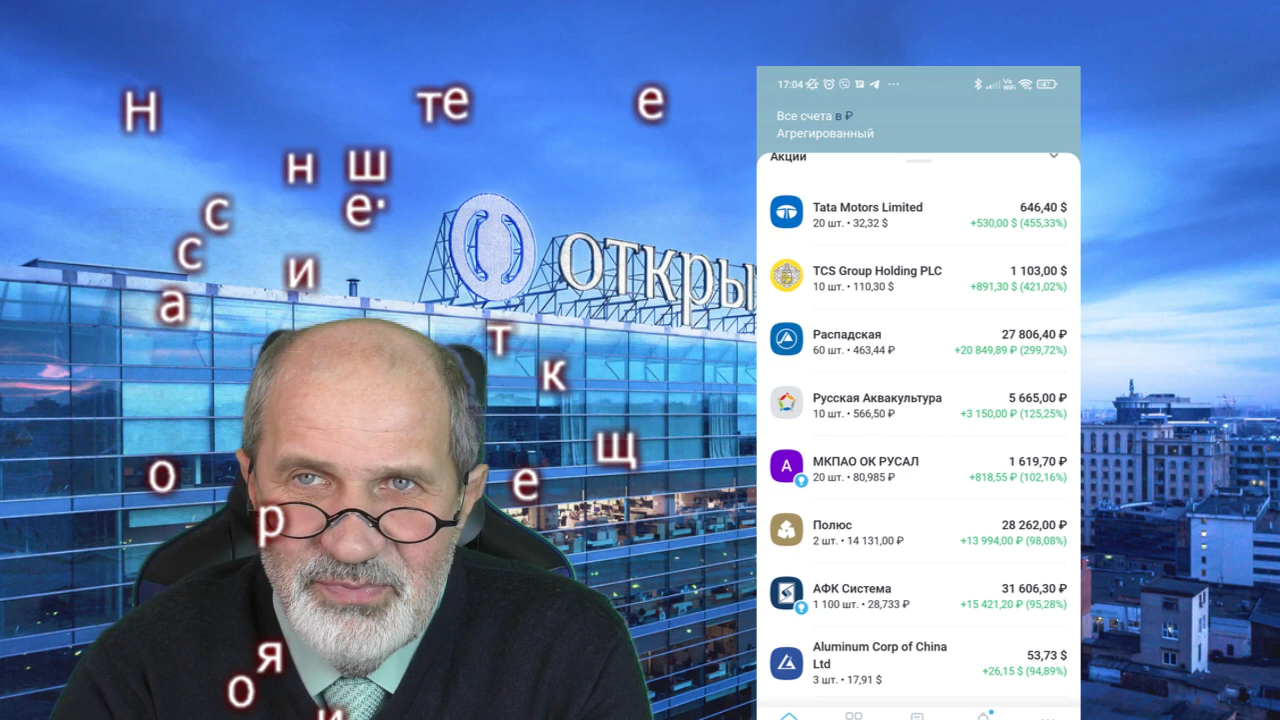 ОТКРЫ
17:04
Все счета в ₽
Агрегированный
Акции
Tata Motors Limited
646,40 $
20 шт. • 32,32 $
+530,00 $ (455,33%)
TCS Group Holding PLC
1 103,00 $
10 шт. • 110,30 $
+891,30 $ (421,02%)
Распадская
27 806,40 ₽
60 шт. • 463,44 ₽
+20 849,89 ₽ (299,72%)
Русская Аквакультура
5 665,00 ₽
10 шт. • 566,50 ₽
+3 150,00 ₽ (125,25%)
А
МКПАО ОК РУСАЛ
1 619,70 ₽
20 шт. • 80,985 ₽
+818,55 ₽ (102,16%)
Полюс
28 262,00 ₽
2 шт. • 14 131,00 ₽
+13 994,00 ₽ (98,08%)
АФК Система
31 606,30 ₽
1 100 шт. • 28,733 ₽
+15 421,20 ₽ (95,28%)
Aluminum Corp of China
Ltd
53,73 $
3 шт. • 17,91 $
+26,15 $ (94,89%)